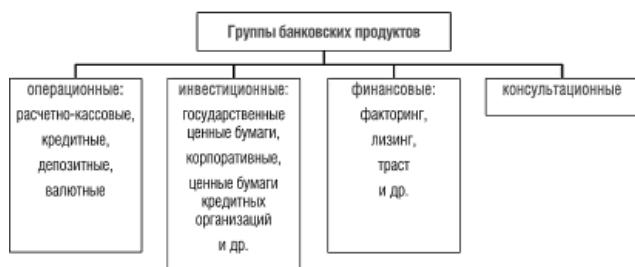 Группы банковских продуктов
операционные:
расчетно-кассовые,
кредитные,
депозитные,
валютные
инвестиционные:
государственные
ценные бумаги,
корпоративные,
ценные бумаги
кредитных
организаций
и др.
финансовые:
факторинг,
лизинг,
траст
и др.
консультационные